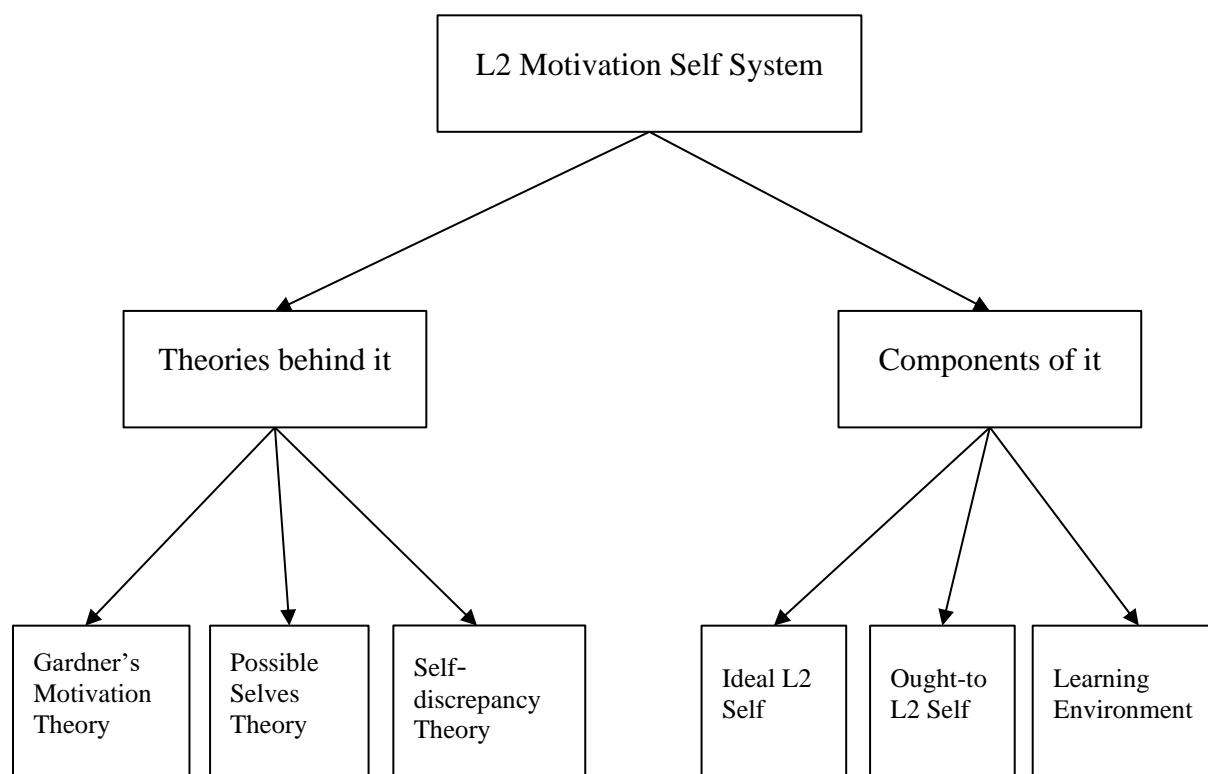 L2 Motivation Self System
Theories behind it
Components of it
Gardner’s
Motivation
Theory
Possible
Selves
Theory
Self-
discrepancy
Theory
Ideal L2
Self
Ought-to
L2 Self
Learning
Environment